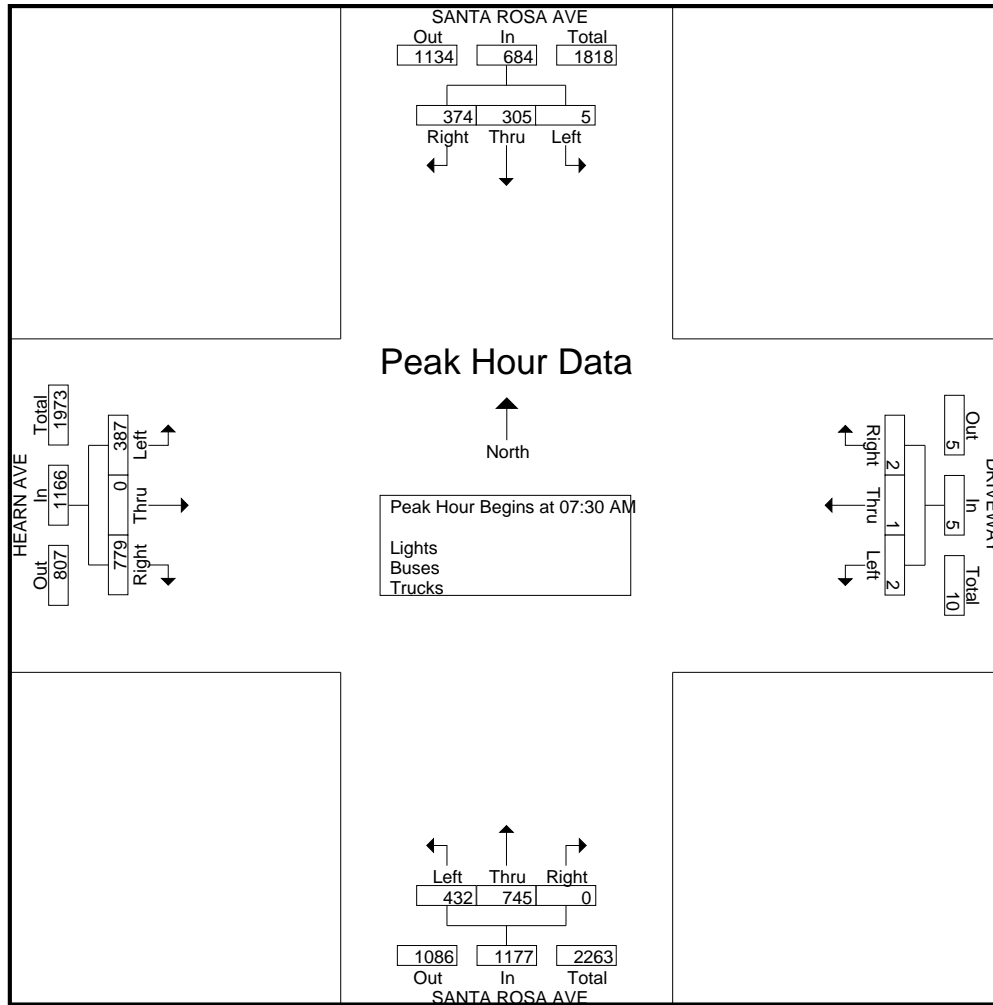 SANTA ROSA AVE
Out In Total
1134 684 1818
374 305 5
Right Thru Left
Peak Hour Data
North
Peak Hour Begins at 07:30 AM
Lights
Buses
Trucks
HEARN AVE
Out In Total
807 1166 1973
779 0 387
Right Thru Left
DRIVEWAY
Out In Total
5 5 10
2 1 2
Right Thru Left
Left Thru Right
432 745 0
1086 1177 2263
Out In Total
SANTA ROSA AVE